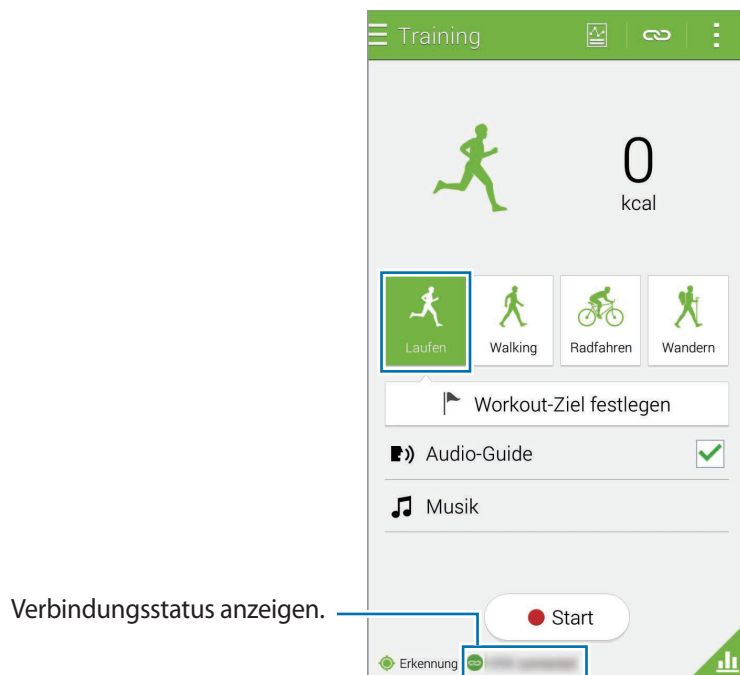 Training
0
kcal
Laufen
Walking
Radfahren
Wandern
Workout-Ziel festlegen
Audio-Guide
Musik
Verbindungsstatus anzeigen.
Start
Erkennung